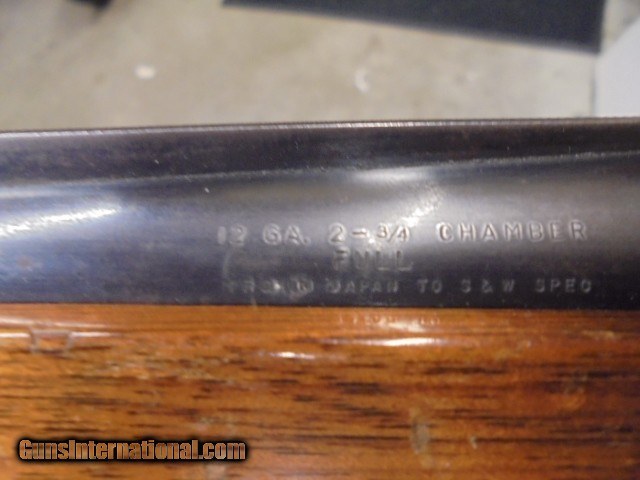 12 GA. 2-3/4 CHAMBER
FULL
JAPAN TO S & W SPEC
GunsInternational.com